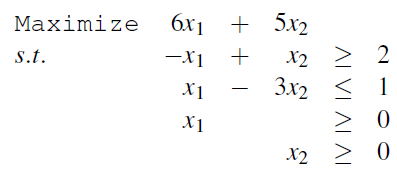 Maximize 6x₁ + 5x₂
s.t. −x₁ + x₂ ≥ 2
x₁ − 3x₂ ≤ 1
x₁ ≥ 0
x₂ ≥ 0